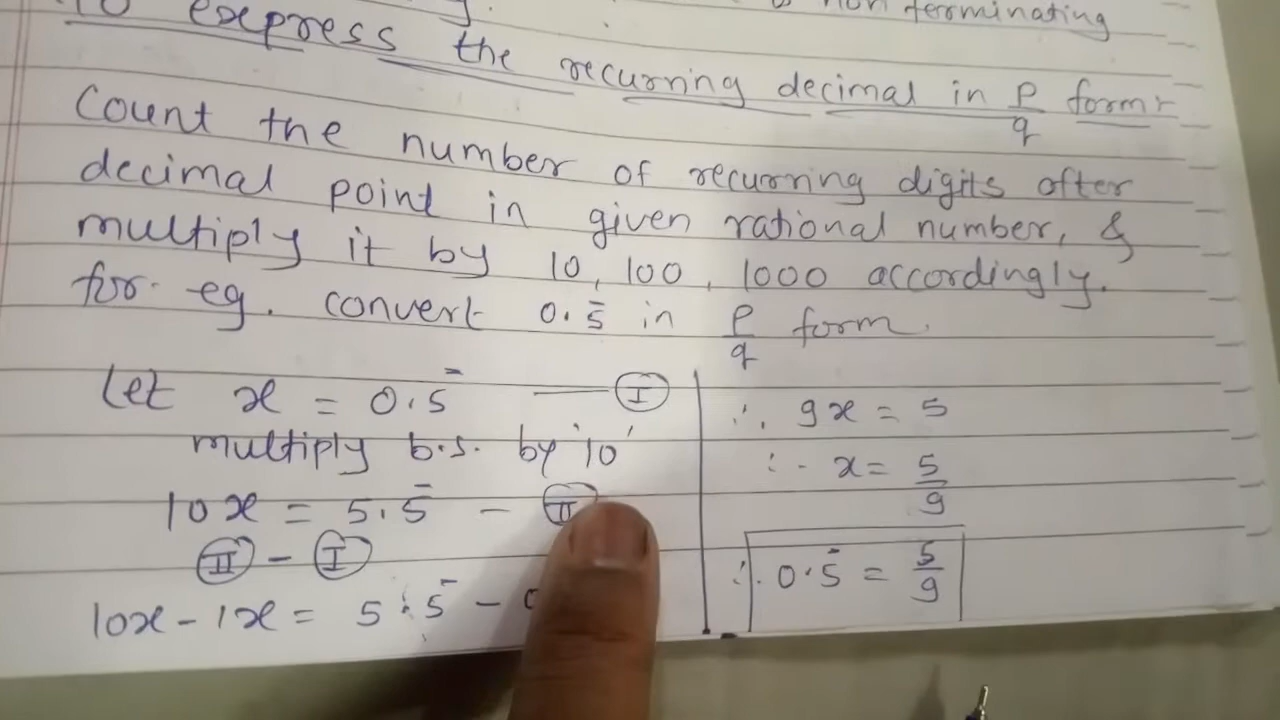 non terminating
To express the recurring decimal in p/q form:-
Count the number of recurring digits after
decimal point in given rational number, &
multiply it by 10, 100, 1000 accordingly.
for eg. convert 0.5̄ in p/q form.
Let x = 0.5̄ — I
multiply b.s. by '10'
10x = 5.5̄ - II
II - I
10x - 1x = 5.5̄ -
∴ 9x = 5
∴ x = 5/9
∴ 0.5̄ = 5/9